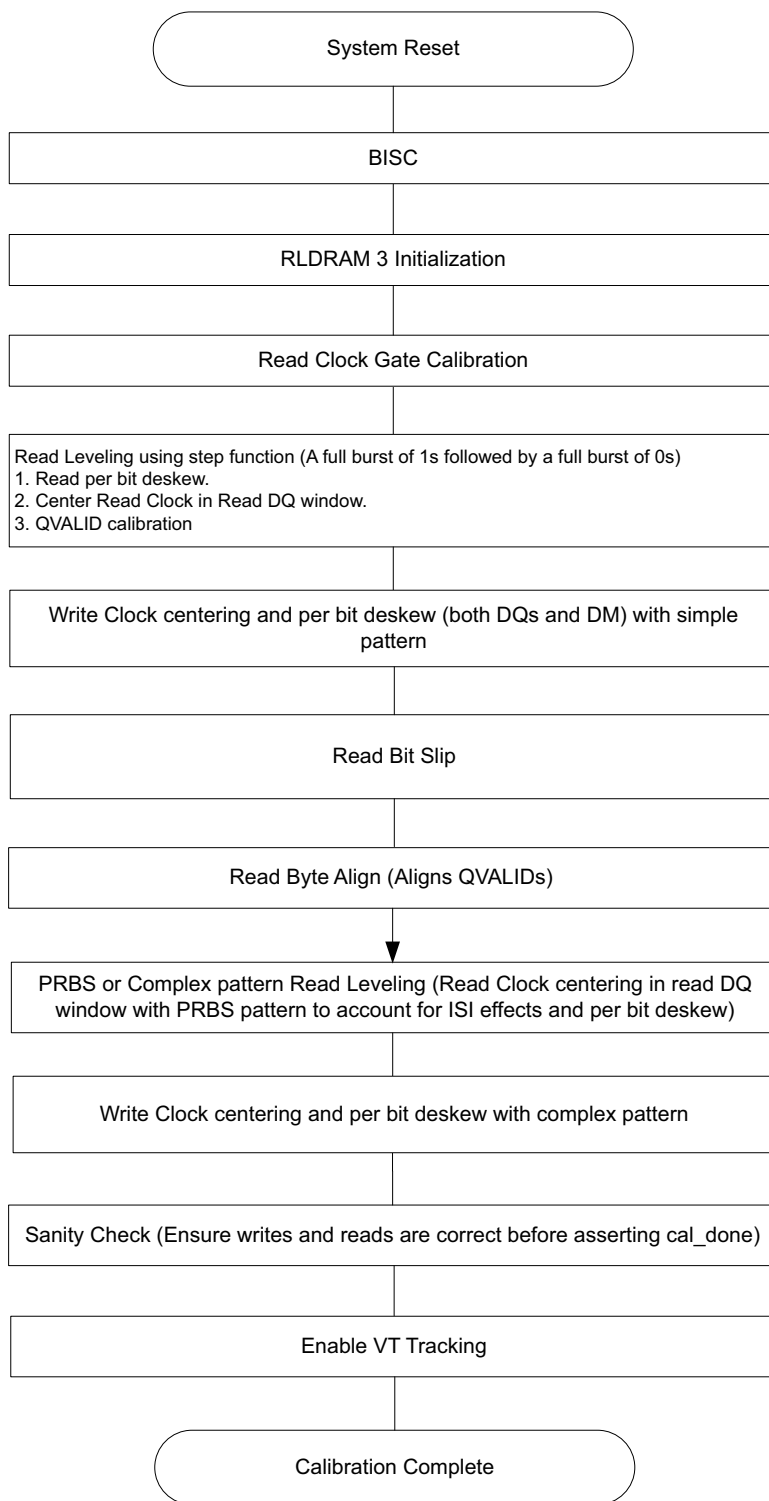 System Reset
BISC
RLDRAM 3 Initialization
Read Clock Gate Calibration
Read Leveling using step function (A full burst of 1s followed by a full burst of 0s)
1. Read per bit deskew.
2. Center Read Clock in Read DQ window.
3. QVALID calibration
Write Clock centering and per bit deskew (both DQs and DM) with simple
pattern
Read Bit Slip
Read Byte Align (Aligns QVALIDs)
PRBS or Complex pattern Read Leveling (Read Clock centering in read DQ
window with PRBS pattern to account for ISI effects and per bit deskew)
Write Clock centering and per bit deskew with complex pattern
Sanity Check (Ensure writes and reads are correct before asserting cal_done)
Enable VT Tracking
Calibration Complete